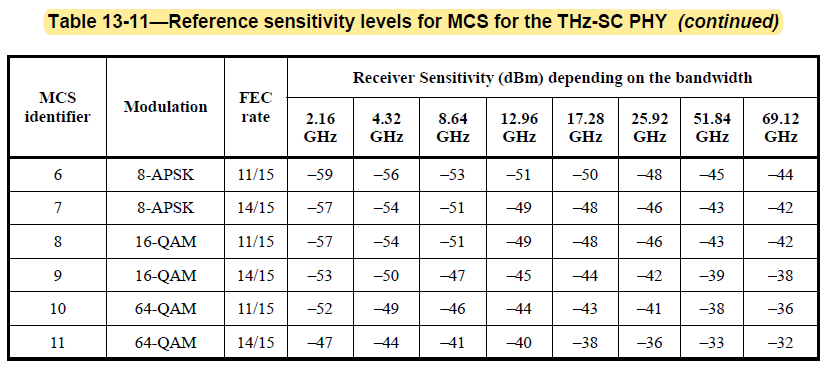 Table 13-11—Reference sensitivity levels for MCS for the THz-SC PHY (continued)
MCS identifier | Modulation | FEC rate | Receiver Sensitivity (dBm) depending on the bandwidth
2.16 GHz | 4.32 GHz | 8.64 GHz | 12.96 GHz | 17.28 GHz | 25.92 GHz | 51.84 GHz | 69.12 GHz
6 | 8-APSK | 11/15 | –59 | –56 | –53 | –51 | –50 | –48 | –45 | –44
7 | 8-APSK | 14/15 | –57 | –54 | –51 | –49 | –48 | –46 | –43 | –42
8 | 16-QAM | 11/15 | –57 | –54 | –51 | –49 | –48 | –46 | –43 | –42
9 | 16-QAM | 14/15 | –53 | –50 | –47 | –45 | –44 | –42 | –39 | –38
10 | 64-QAM | 11/15 | –52 | –49 | –46 | –44 | –43 | –41 | –38 | –36
11 | 64-QAM | 14/15 | –47 | –44 | –41 | –40 | –38 | –36 | –33 | –32